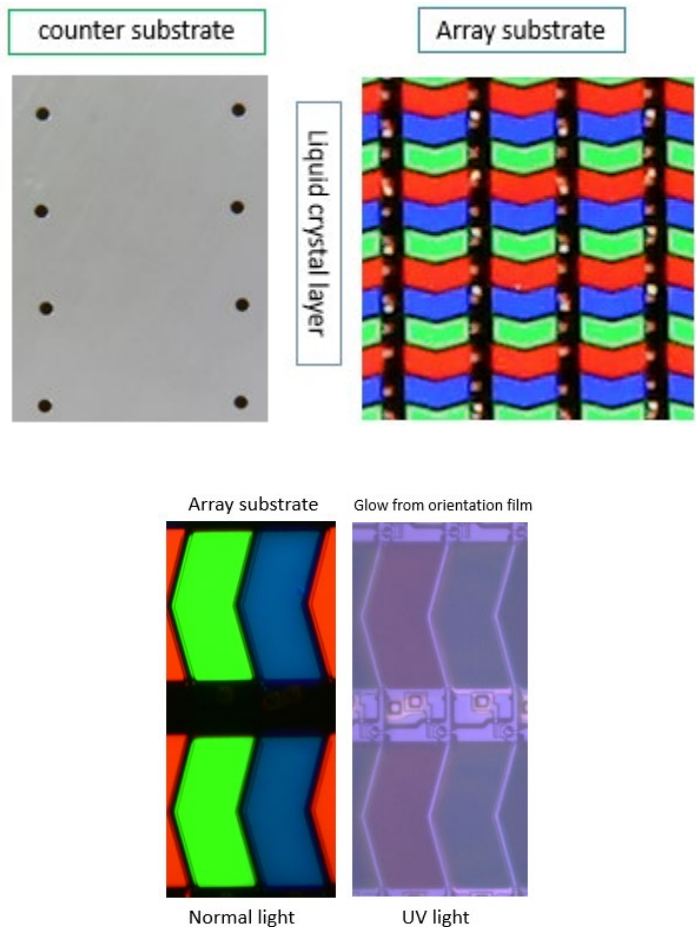 counter substrate
Array substrate
Liquid crystal layer
Array substrate
Glow from orientation film
Normal light
UV light